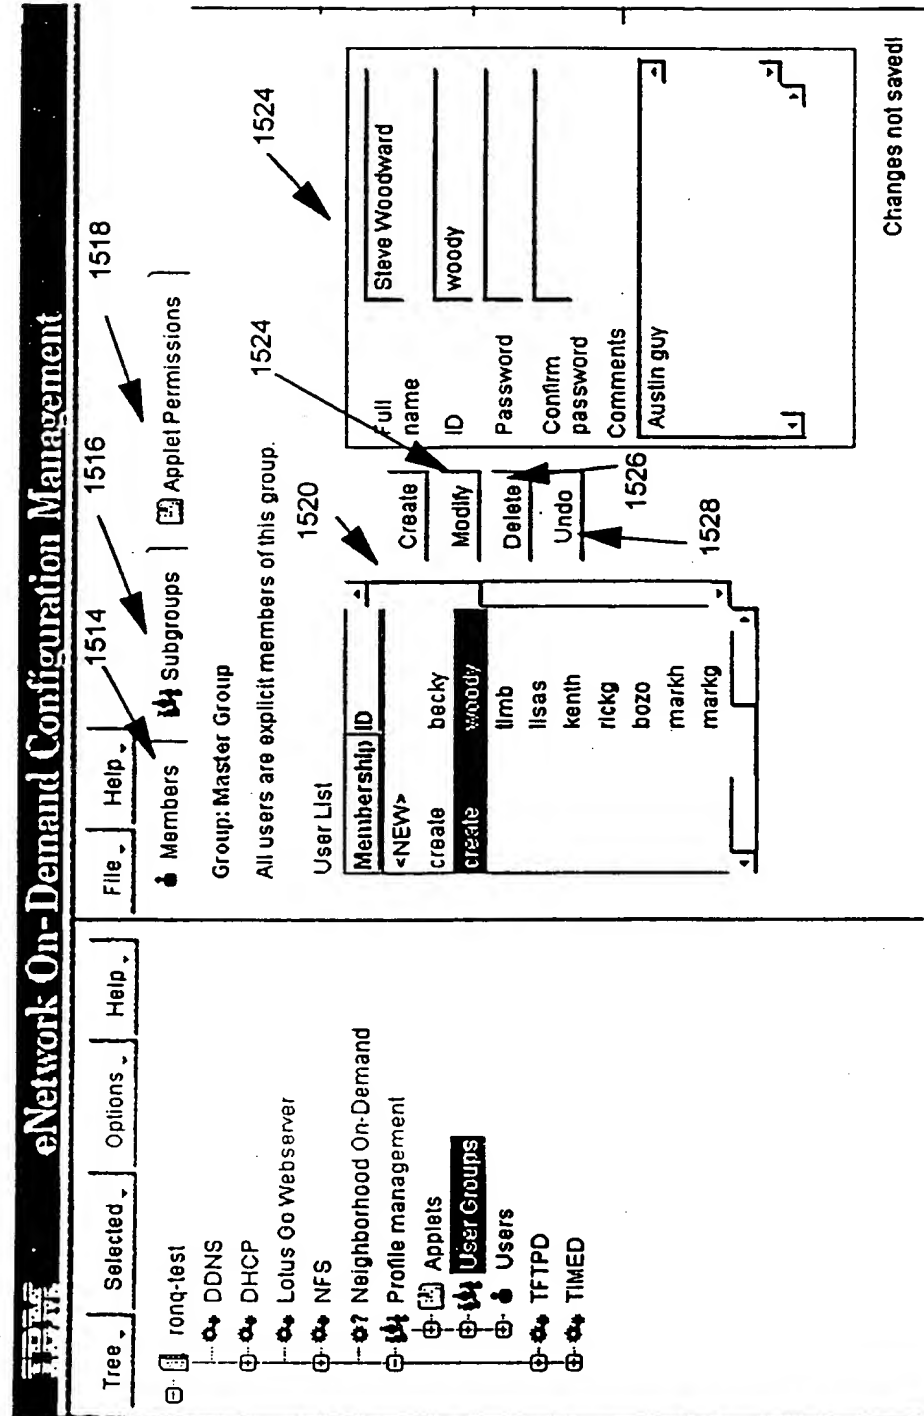 IBM
eNetwork On-Demand Configuration Management
Tree
Selected
Options
Help
ronq-test
DDNS
DHCP
Lotus Go Webserver
NFS
? Neighborhood On-Demand
Profile management
Applets
User Groups
Users
TFTPD
TIMED
File
Help
1514
1516
1518
Members
Subgroups
Applet Permissions
Group: Master Group
All users are explicit members of this group.
User List
1520
1524
1524
Membership ID
<NEW>
create becky
create woody
timb
lisas
kenth
rickg
bozo
markh
markg
Create
Modify
Delete
Undo
1526
1528
Full name
Steve Woodward
ID
woody
Password
Confirm password
Comments
Austin guy
Changes not saved!